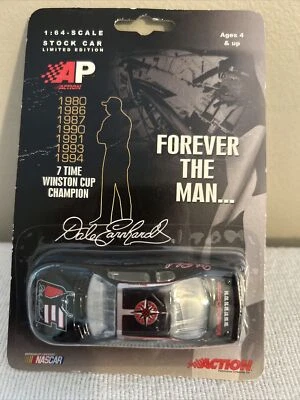 1:64-SCALE
STOCK CAR
LIMITED EDITION
Ages 4
& up
AP
ACTION
1980
1986
1987
1990
1991
1993
1994
7 TIME
WINSTON CUP
CHAMPION
FOREVER
THE
MAN...
Dale Earnhardt
NASCAR
ACTION